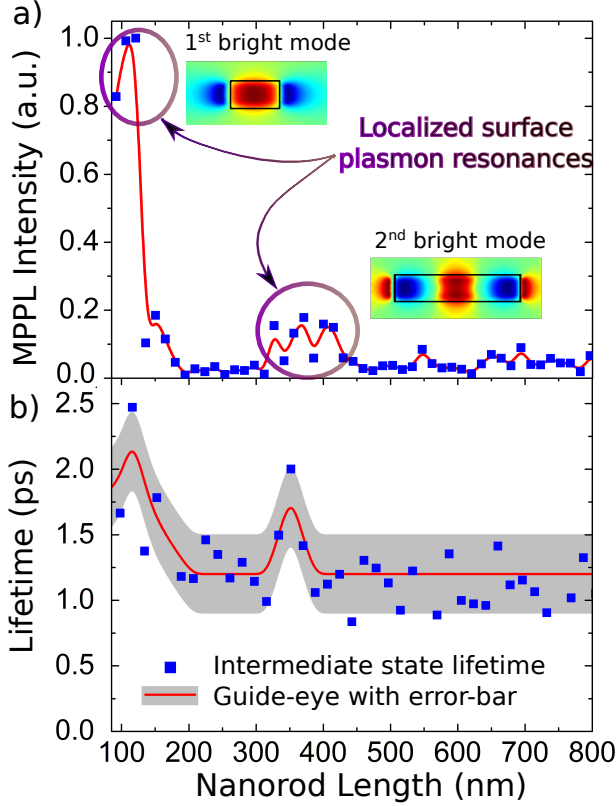 a)
1st bright mode
Localized surface
plasmon resonances
2nd bright mode
MPPL Intensity (a.u.)
1.0
0.8
0.6
0.4
0.2
0.0
b)
Lifetime (ps)
2.5
2.0
1.5
1.0
0.5
0.0
Intermediate state lifetime
Guide-eye with error-bar
100 200 300 400 500 600 700 800
Nanorod Length (nm)